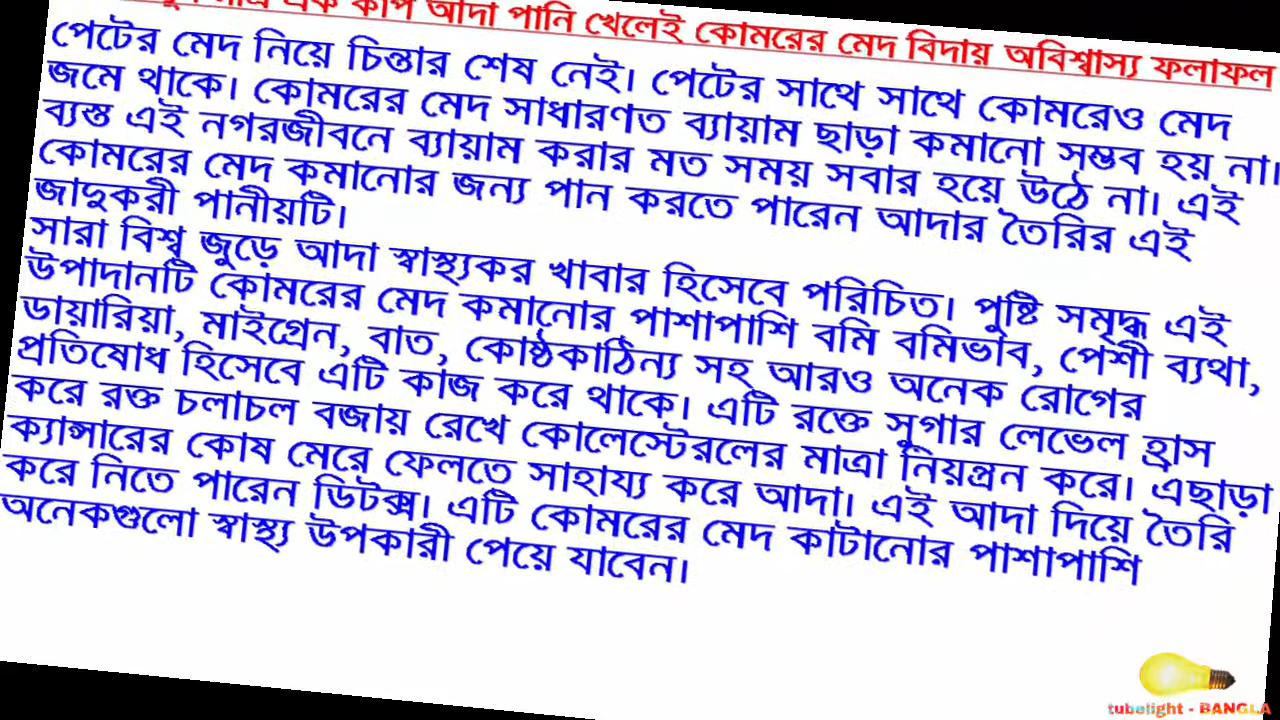 মাত্র এক কাপ আদা পানি খেলেই কোমরের মেদ বিদায় অবিশ্বাস্য ফলাফল
পেটের মেদ নিয়ে চিন্তার শেষ নেই। পেটের সাথে সাথে কোমরেও মেদ
জমে থাকে। কোমরের মেদ সাধারণত ব্যায়াম ছাড়া কমানো সম্ভব হয় না।
ব্যস্ত এই নগরজীবনে ব্যায়াম করার মত সময় সবার হয়ে উঠে না। এই
কোমরের মেদ কমানোর জন্য পান করতে পারেন আদার তৈরির এই
জাদুকরী পানীয়টি।
সারা বিশ্ব জুড়ে আদা স্বাস্থ্যকর খাবার হিসেবে পরিচিত। পুষ্টি সমৃদ্ধ এই
উপাদানটি কোমরের মেদ কমানোর পাশাপাশি বমি বমিভাব, পেশী ব্যথা,
ডায়ারিয়া, মাইগ্রেন, বাত, কোষ্ঠকাঠিন্য সহ আরও অনেক রোগের
প্রতিষোধ হিসেবে এটি কাজ করে থাকে। এটি রক্তে সুগার লেভেল হ্রাস
করে রক্ত চলাচল বজায় রেখে কোলেস্টেরলের মাত্রা নিয়ন্ত্রন করে। এছাড়া
ক্যান্সারের কোষ মেরে ফেলতে সাহায্য করে আদা। এই আদা দিয়ে তৈরি
করে নিতে পারেন ডিটক্স। এটি কোমরের মেদ কাটানোর পাশাপাশি
অনেকগুলো স্বাস্থ্য উপকারী পেয়ে যাবেন।
tubelight - BANGLA